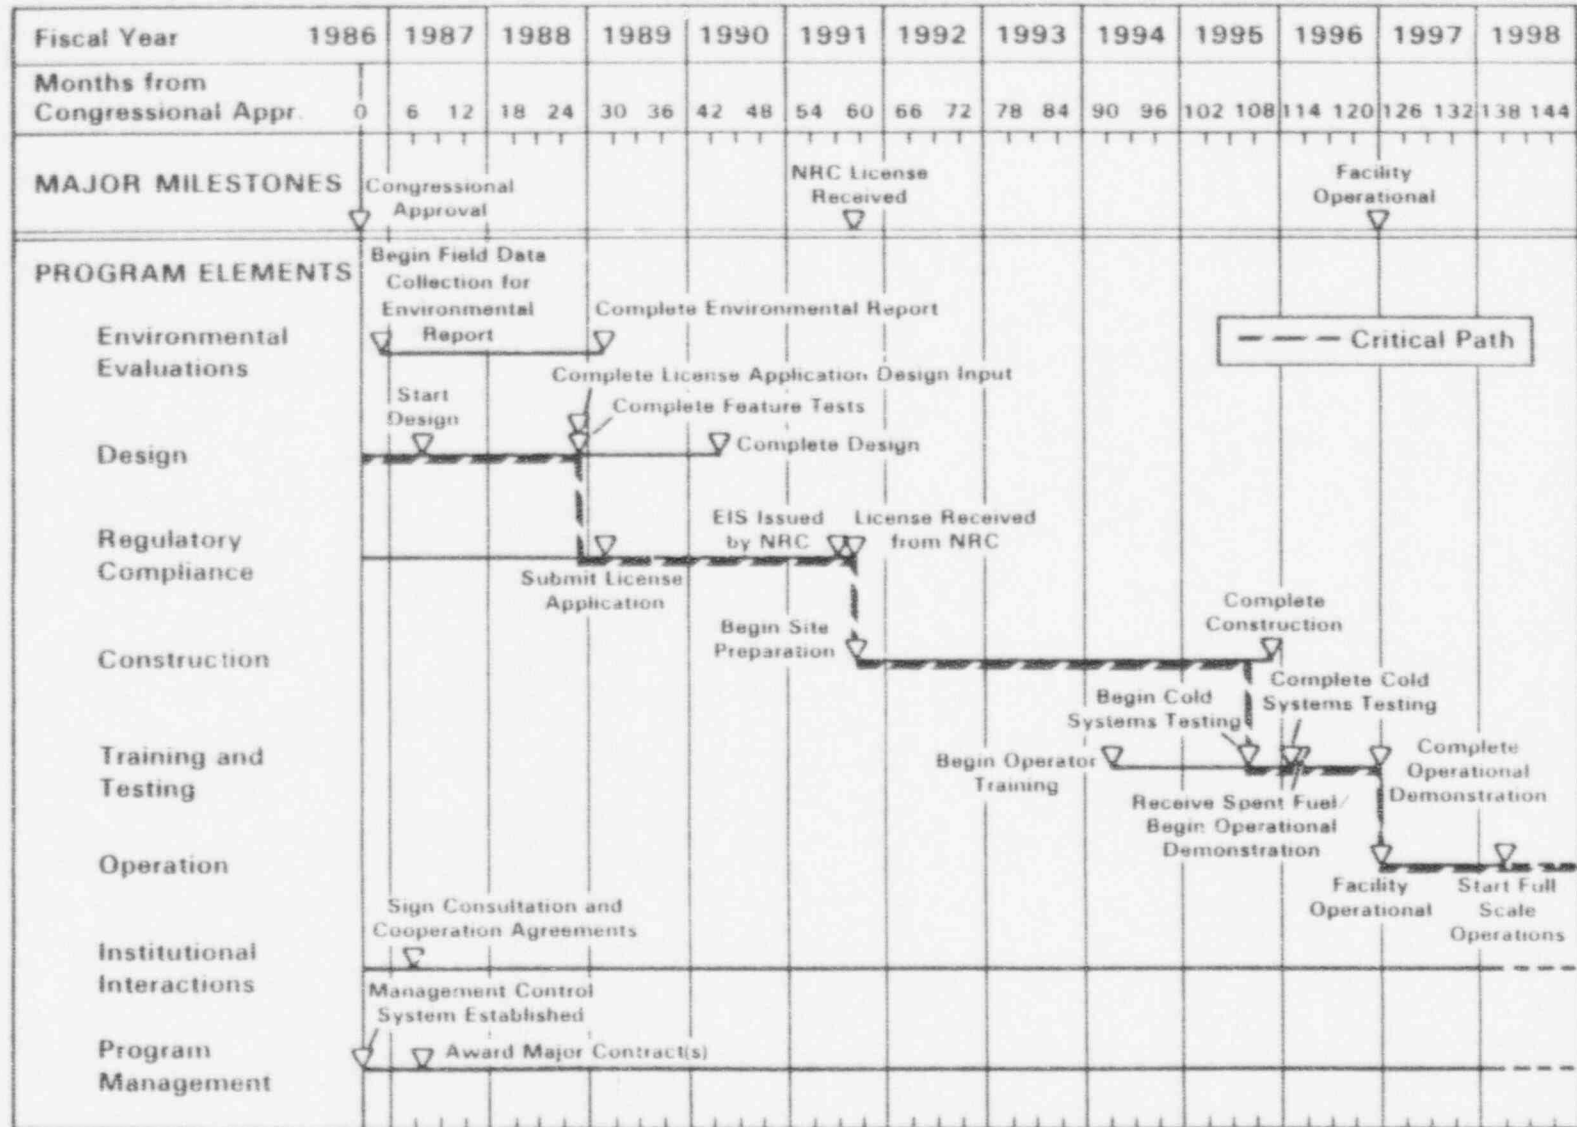 Fiscal Year 1986 1987 1988 1989 1990 1991 1992 1993 1994 1995 1996 1997 1998
Months from
Congressional Appr. 0 6 12 18 24 30 36 42 48 54 60 66 72 78 84 90 96 102 108 114 120 126 132 138 144
MAJOR MILESTONES
Congressional
Approval
NRC License
Received
Facility
Operational
PROGRAM ELEMENTS
Begin Field Data
Collection for
Environmental
Report
Complete Environmental Report
Environmental
Evaluations
Critical Path
Complete License Application Design Input
Start
Design
Complete Feature Tests
Design
Complete Design
Regulatory
Compliance
EIS Issued
by NRC
License Received
from NRC
Submit License
Application
Construction
Begin Site
Preparation
Complete
Construction
Begin Cold
Systems Testing
Complete Cold
Systems Testing
Training and
Testing
Begin Operator
Training
Complete
Operational
Demonstration
Receive Spent Fuel/
Begin Operational
Demonstration
Operation
Facility
Operational
Start Full
Scale
Operations
Sign Consultation and
Cooperation Agreements
Institutional
Interactions
Management Control
System Established
Program
Management
Award Major Contract(s)